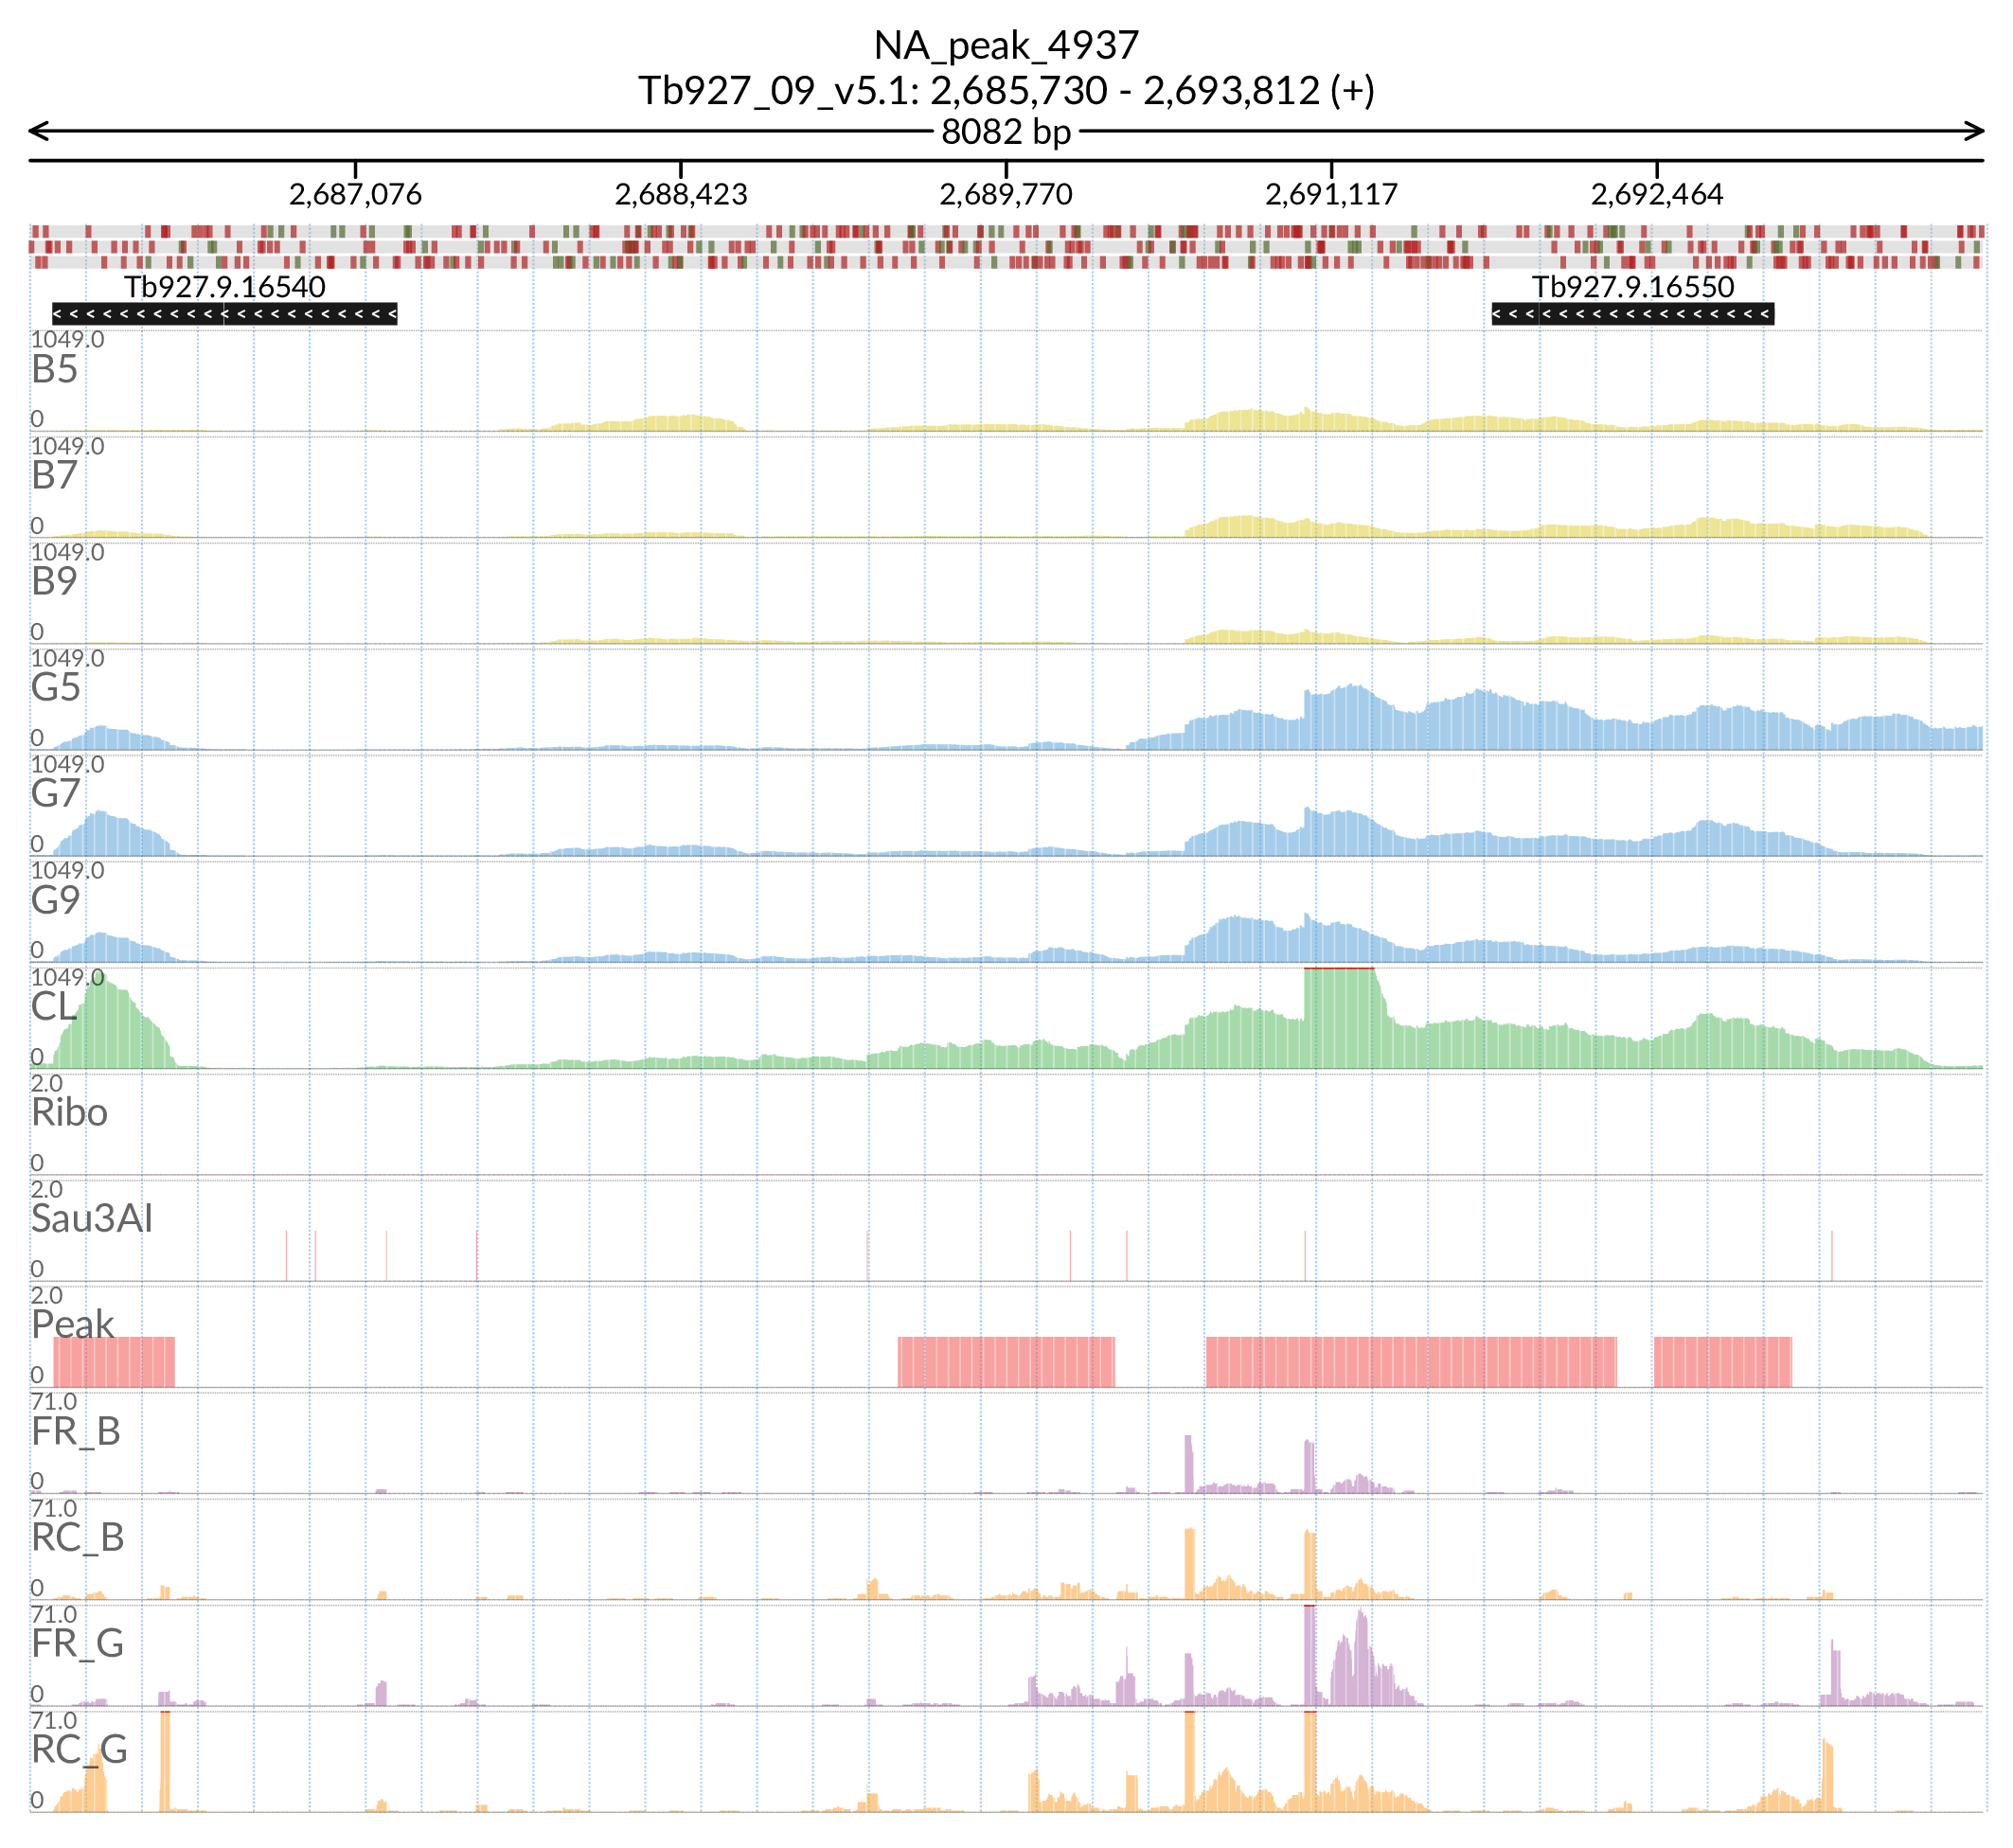 NA_peak_4937
Tb927_09_v5.1: 2,685,730 - 2,693,812 (+)
8082 bp
2,687,076 2,688,423 2,689,770 2,691,117 2,692,464
Tb927.9.16540 Tb927.9.16550
1049.0
B5
0
1049.0
B7
0
1049.0
B9
0
1049.0
G5
0
1049.0
G7
0
1049.0
G9
0
1049.0
CL
0
2.0
Ribo
0
2.0
Sau3AI
0
2.0
Peak
0
71.0
FR_B
0
71.0
RC_B
0
71.0
FR_G
0
71.0
RC_G
0